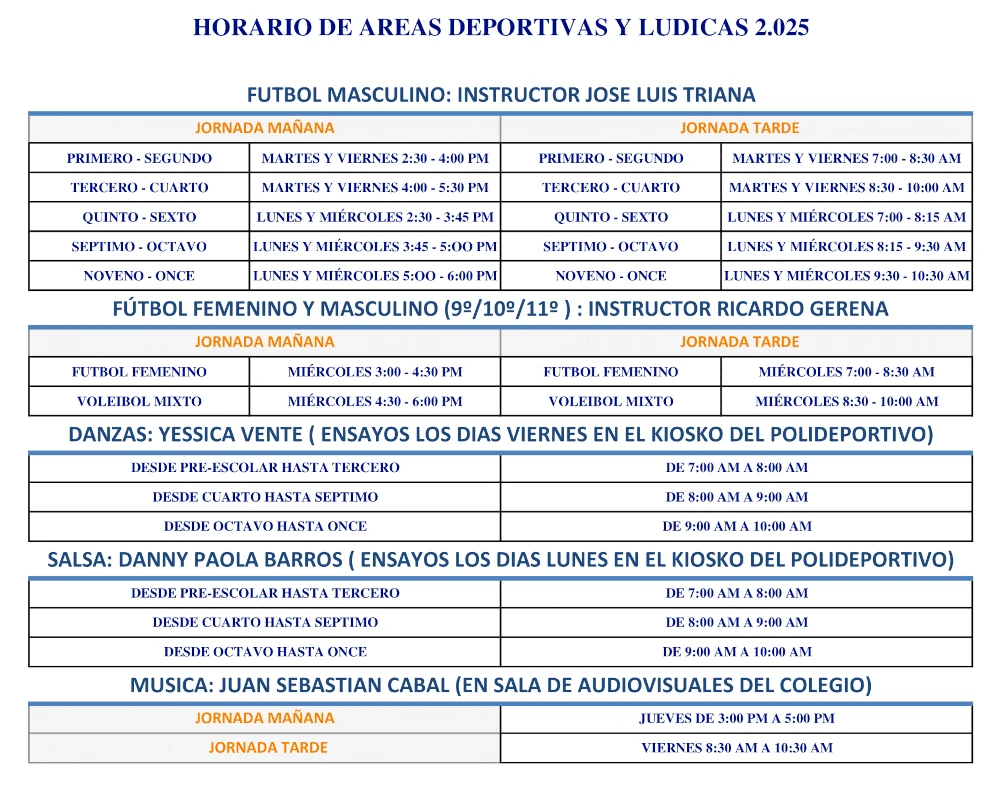 HORARIO DE AREAS DEPORTIVAS Y LUDICAS 2.025
FUTBOL MASCULINO: INSTRUCTOR JOSE LUIS TRIANA
JORNADA MAÑANA JORNADA TARDE
PRIMERO - SEGUNDO MARTES Y VIERNES 2:30 - 4:00 PM PRIMERO - SEGUNDO MARTES Y VIERNES 7:00 - 8:30 AM
TERCERO - CUARTO MARTES Y VIERNES 4:00 - 5:30 PM TERCERO - CUARTO MARTES Y VIERNES 8:30 - 10:00 AM
QUINTO - SEXTO LUNES Y MIÉRCOLES 2:30 - 3:45 PM QUINTO - SEXTO LUNES Y MIÉRCOLES 7:00 - 8:15 AM
SEPTIMO - OCTAVO LUNES Y MIÉRCOLES 3:45 - 5:OO PM SEPTIMO - OCTAVO LUNES Y MIÉRCOLES 8:15 - 9:30 AM
NOVENO - ONCE LUNES Y MIÉRCOLES 5:OO - 6:00 PM NOVENO - ONCE LUNES Y MIÉRCOLES 9:30 - 10:30 AM
FÚTBOL FEMENINO Y MASCULINO (9º/10º/11º ) : INSTRUCTOR RICARDO GERENA
JORNADA MAÑANA JORNADA TARDE
FUTBOL FEMENINO MIÉRCOLES 3:00 - 4:30 PM FUTBOL FEMENINO MIÉRCOLES 7:00 - 8:30 AM
VOLEIBOL MIXTO MIÉRCOLES 4:30 - 6:00 PM VOLEIBOL MIXTO MIÉRCOLES 8:30 - 10:00 AM
DANZAS: YESSICA VENTE ( ENSAYOS LOS DIAS VIERNES EN EL KIOSKO DEL POLIDEPORTIVO)
DESDE PRE-ESCOLAR HASTA TERCERO DE 7:00 AM A 8:00 AM
DESDE CUARTO HASTA SEPTIMO DE 8:00 AM A 9:00 AM
DESDE OCTAVO HASTA ONCE DE 9:00 AM A 10:00 AM
SALSA: DANNY PAOLA BARROS ( ENSAYOS LOS DIAS LUNES EN EL KIOSKO DEL POLIDEPORTIVO)
DESDE PRE-ESCOLAR HASTA TERCERO DE 7:00 AM A 8:00 AM
DESDE CUARTO HASTA SEPTIMO DE 8:00 AM A 9:00 AM
DESDE OCTAVO HASTA ONCE DE 9:00 AM A 10:00 AM
MUSICA: JUAN SEBASTIAN CABAL (EN SALA DE AUDIOVISUALES DEL COLEGIO)
JORNADA MAÑANA JUEVES DE 3:00 PM A 5:00 PM
JORNADA TARDE VIERNES 8:30 AM A 10:30 AM